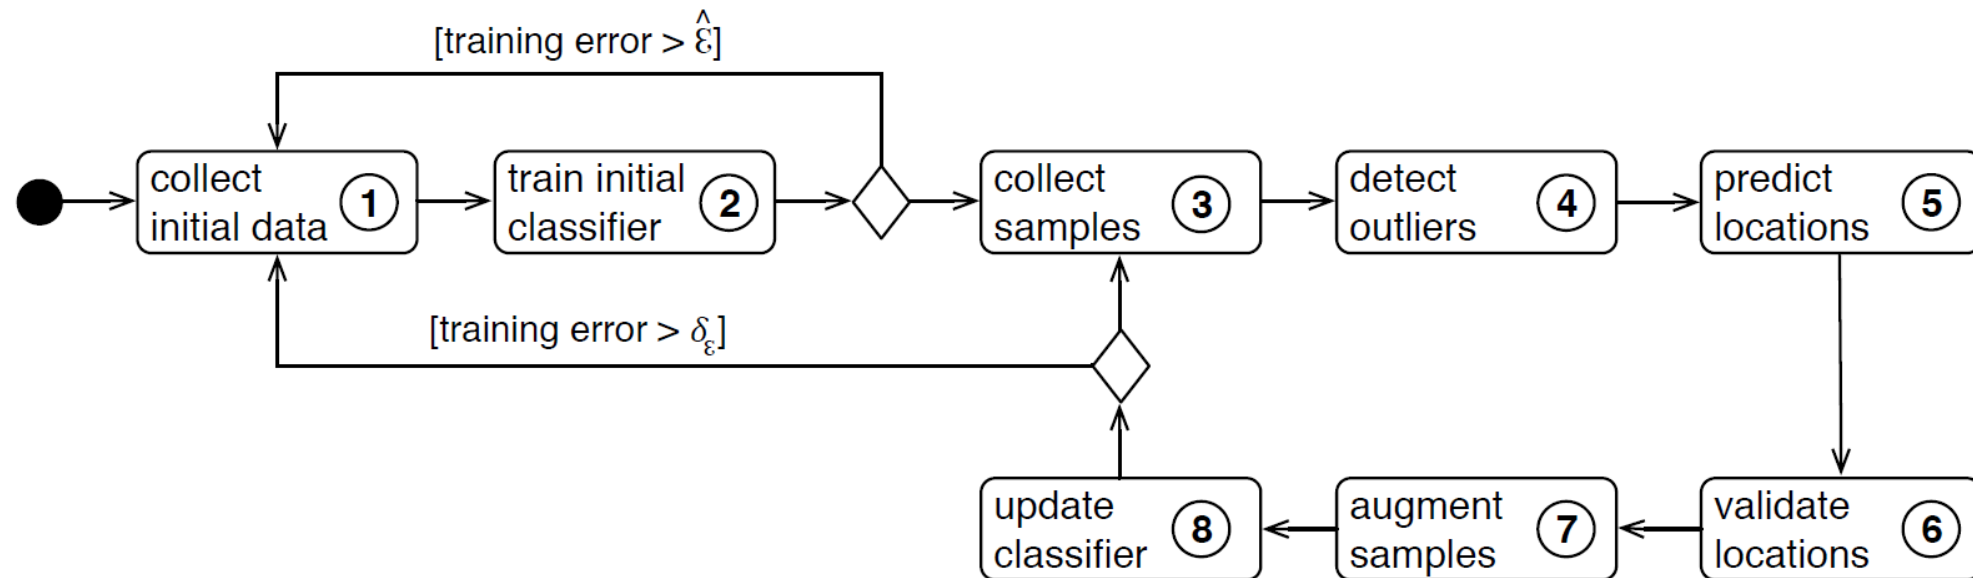 [training error > ε̂]
collect
initial data
1
train initial
classifier
2
collect
samples
3
detect
outliers
4
predict
locations
5
[training error > δ_ε]
update
classifier
8
augment
samples
7
validate
locations
6